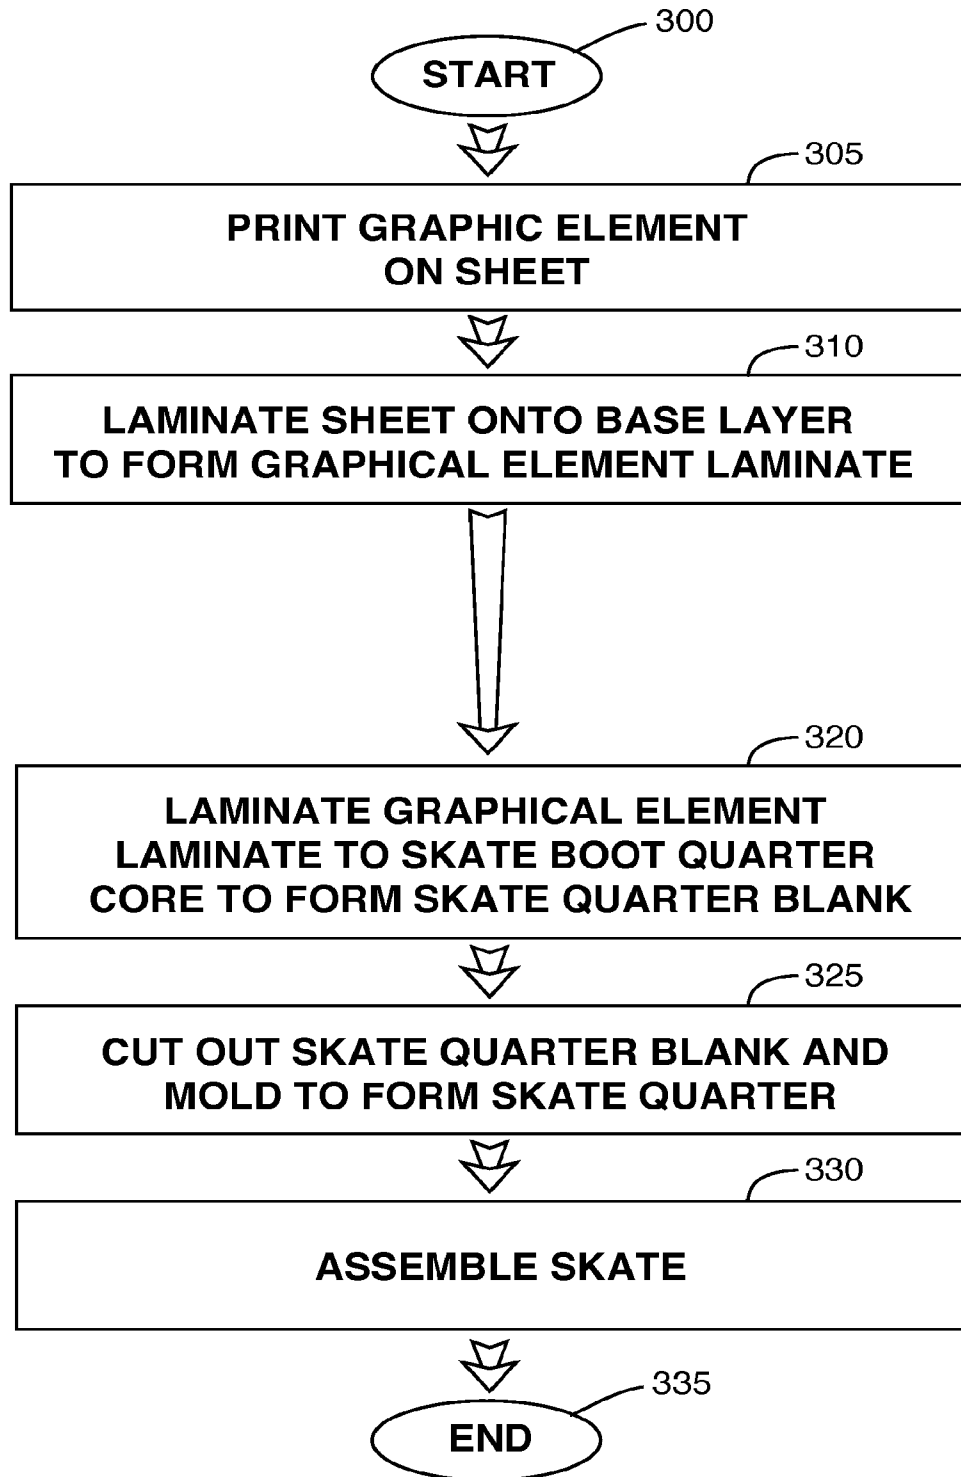 300
START
305
PRINT GRAPHIC ELEMENT
ON SHEET
310
LAMINATE SHEET ONTO BASE LAYER
TO FORM GRAPHICAL ELEMENT LAMINATE
320
LAMINATE GRAPHICAL ELEMENT
LAMINATE TO SKATE BOOT QUARTER
CORE TO FORM SKATE QUARTER BLANK
325
CUT OUT SKATE QUARTER BLANK AND
MOLD TO FORM SKATE QUARTER
330
ASSEMBLE SKATE
335
END